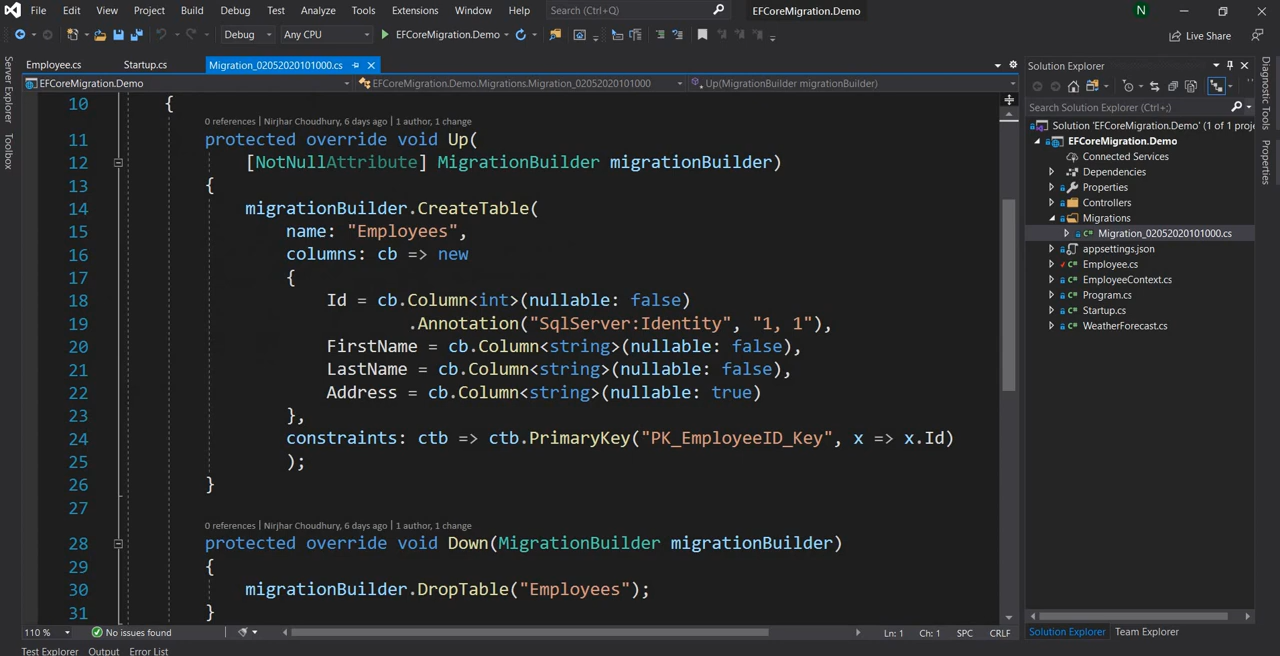 File Edit View Project Build Debug Test Analyze Tools Extensions Window Help Search (Ctrl+Q) EFCoreMigration.Demo N
Debug Any CPU EFCoreMigration.Demo Live Share
Employee.cs Startup.cs Migration_02052020101000.cs
EFCoreMigration.Demo EFCoreMigration.Demo.Migrations.Migration_02052020101000 Up(MigrationBuilder migrationBuilder)
Server Explorer
Toolbox
10 {
0 references | Nirjhar Choudhury, 6 days ago | 1 author, 1 change
11 protected override void Up(
12 [NotNullAttribute] MigrationBuilder migrationBuilder)
13 {
14 migrationBuilder.CreateTable(
15 name: "Employees",
16 columns: cb => new
17 {
18 Id = cb.Column<int>(nullable: false)
19 .Annotation("SqlServer:Identity", "1, 1"),
20 FirstName = cb.Column<string>(nullable: false),
21 LastName = cb.Column<string>(nullable: false),
22 Address = cb.Column<string>(nullable: true)
23 },
24 constraints: ctb => ctb.PrimaryKey("PK_EmployeeID_Key", x => x.Id)
25 );
26 }
27
0 references | Nirjhar Choudhury, 6 days ago | 1 author, 1 change
28 protected override void Down(MigrationBuilder migrationBuilder)
29 {
30 migrationBuilder.DropTable("Employees");
31 }
110 % No issues found Ln: 1 Ch: 1 SPC CRLF
Test Explorer Output Error List
Solution Explorer
Search Solution Explorer (Ctrl+;)
Solution 'EFCoreMigration.Demo' (1 of 1 proje
EFCoreMigration.Demo
Connected Services
Dependencies
Properties
Controllers
Migrations
Migration_02052020101000.cs
appsettings.json
Employee.cs
EmployeeContext.cs
Program.cs
Startup.cs
WeatherForecast.cs
Solution Explorer Team Explorer
Diagnostic Tools
Properties